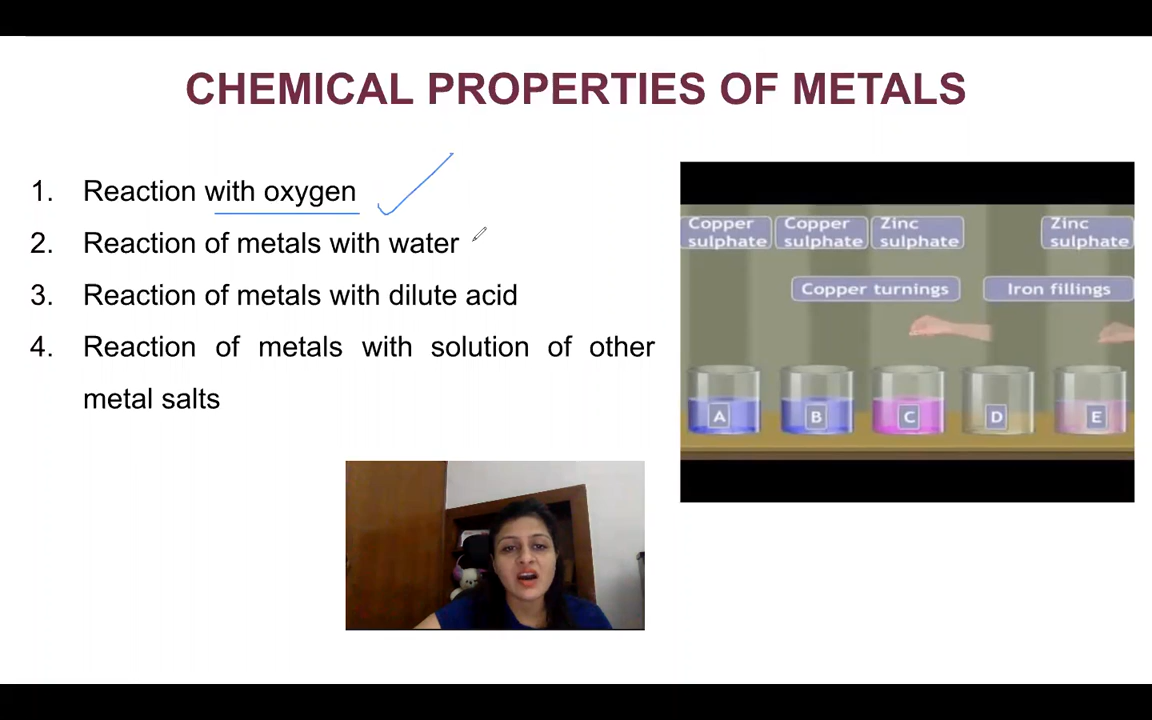 CHEMICAL PROPERTIES OF METALS
1. Reaction with oxygen
2. Reaction of metals with water
3. Reaction of metals with dilute acid
4. Reaction of metals with solution of other
metal salts
Copper
sulphate
Copper
sulphate
Zinc
sulphate
Zinc
sulphate
Copper turnings
Iron fillings
A
B
C
D
E